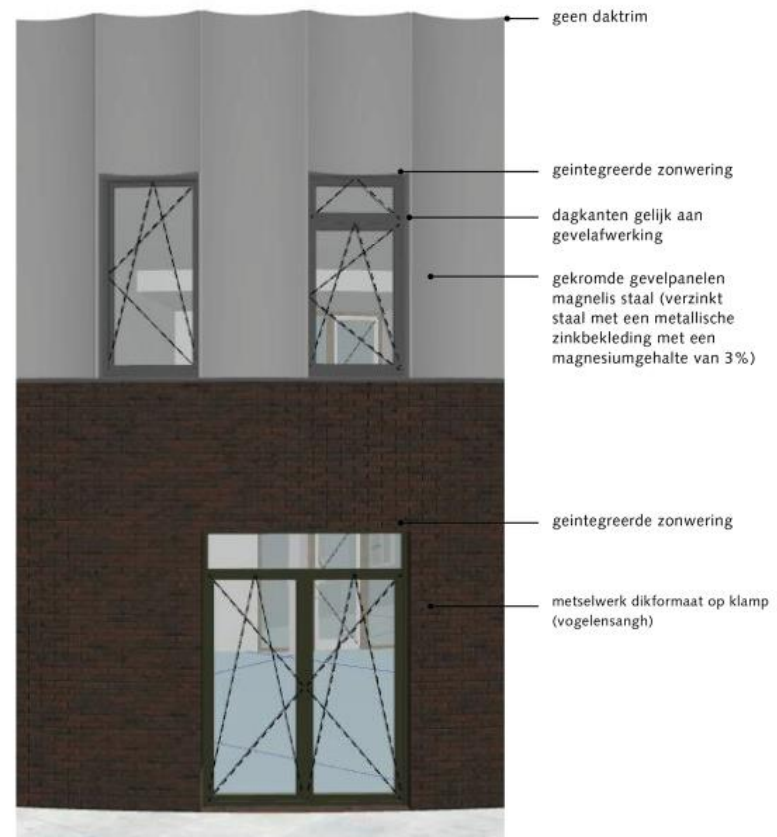 geen daktrim
geintegreerde zonwering
dagkanten gelijk aan
gevelafwerking
gekromde gevelpanelen
magnelis staal (verzinkt
staal met een metallische
zinkbekleding met een
magnesiumgehalte van 3%)
geintegreerde zonwering
metselwerk dikformaat op klamp
(vogelensangh)